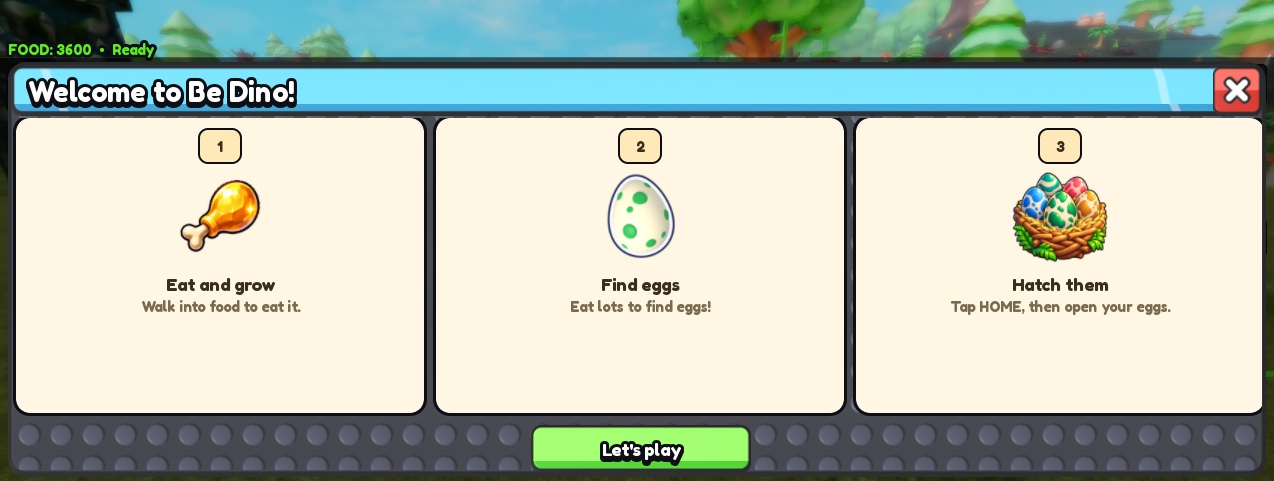 FOOD: 3600 • Ready
Welcome to Be Dino!
1
2
3
Eat and grow
Walk into food to eat it.
Find eggs
Eat lots to find eggs!
Hatch them
Tap HOME, then open your eggs.
Let's play